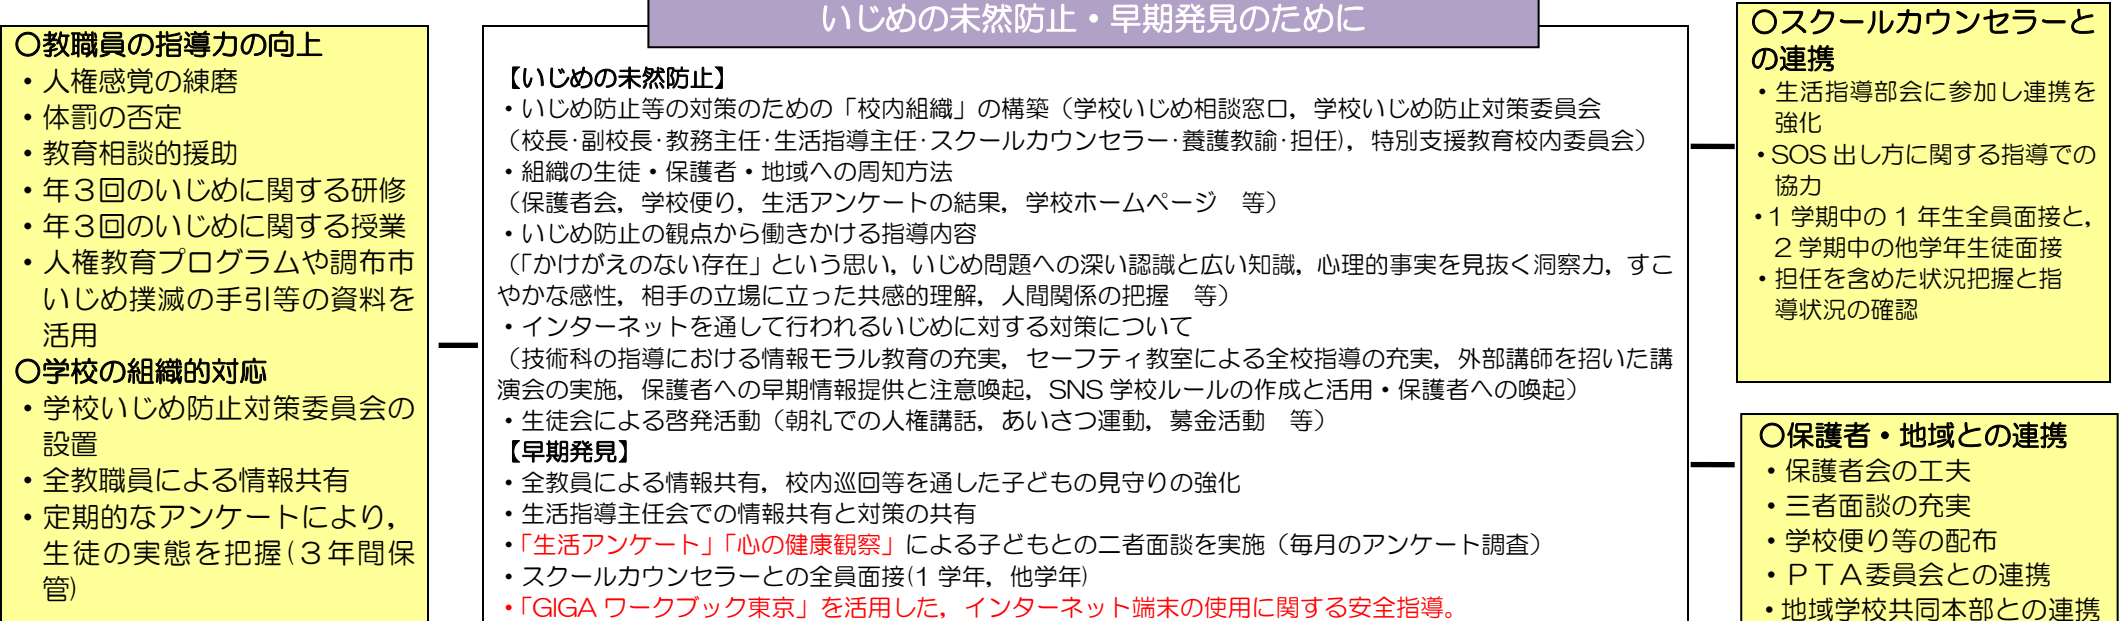 いじめの未然防止・早期発見のために
〇教職員の指導力の向上
・人権感覚の練磨
・体罰の否定
・教育相談的援助
・年３回のいじめに関する研修
・年３回のいじめに関する授業
・人権教育プログラムや調布市
いじめ撲滅の手引等の資料を
活用
〇学校の組織的対応
・学校いじめ防止対策委員会の
設置
・全教職員による情報共有
・定期的なアンケートにより，
生徒の実態を把握(３年間保
管)
【いじめの未然防止】
・いじめ防止等の対策のための「校内組織」の構築（学校いじめ相談窓口，学校いじめ防止対策委員会
（校長･副校長･教務主任･生活指導主任･スクールカウンセラー･養護教諭･担任)，特別支援教育校内委員会）
・組織の生徒・保護者・地域への周知方法
（保護者会，学校便り，生活アンケートの結果，学校ホームページ　等）
・いじめ防止の観点から働きかける指導内容
（｢かけがえのない存在」という思い，いじめ問題への深い認識と広い知識，心理的事実を見抜く洞察力，すこ
やかな感性，相手の立場に立った共感的理解，人間関係の把握　等）
・インターネットを通して行われるいじめに対する対策について
（技術科の指導における情報モラル教育の充実，セーフティ教室による全校指導の充実，外部講師を招いた講
演会の実施，保護者への早期情報提供と注意喚起，SNS 学校ルールの作成と活用・保護者への喚起）
・生徒会による啓発活動（朝礼での人権講話，あいさつ運動，募金活動　等）
【早期発見】
・全教員による情報共有，校内巡回等を通した子どもの見守りの強化
・生活指導主任会での情報共有と対策の共有
・「生活アンケート」「心の健康観察」による子どもとの二者面談を実施（毎月のアンケート調査）
・スクールカウンセラーとの全員面接(1 学年，他学年)
・「GIGA ワークブック東京」を活用した，インターネット端末の使用に関する安全指導。
〇スクールカウンセラーと
の連携
・生活指導部会に参加し連携を
強化
・SOS 出し方に関する指導での
協力
・1 学期中の 1 年生全員面接と，
2 学期中の他学年生徒面接
・担任を含めた状況把握と指
導状況の確認
〇保護者・地域との連携
・保護者会の工夫
・三者面談の充実
・学校便り等の配布
・ＰＴＡ委員会との連携
・地域学校共同本部との連携